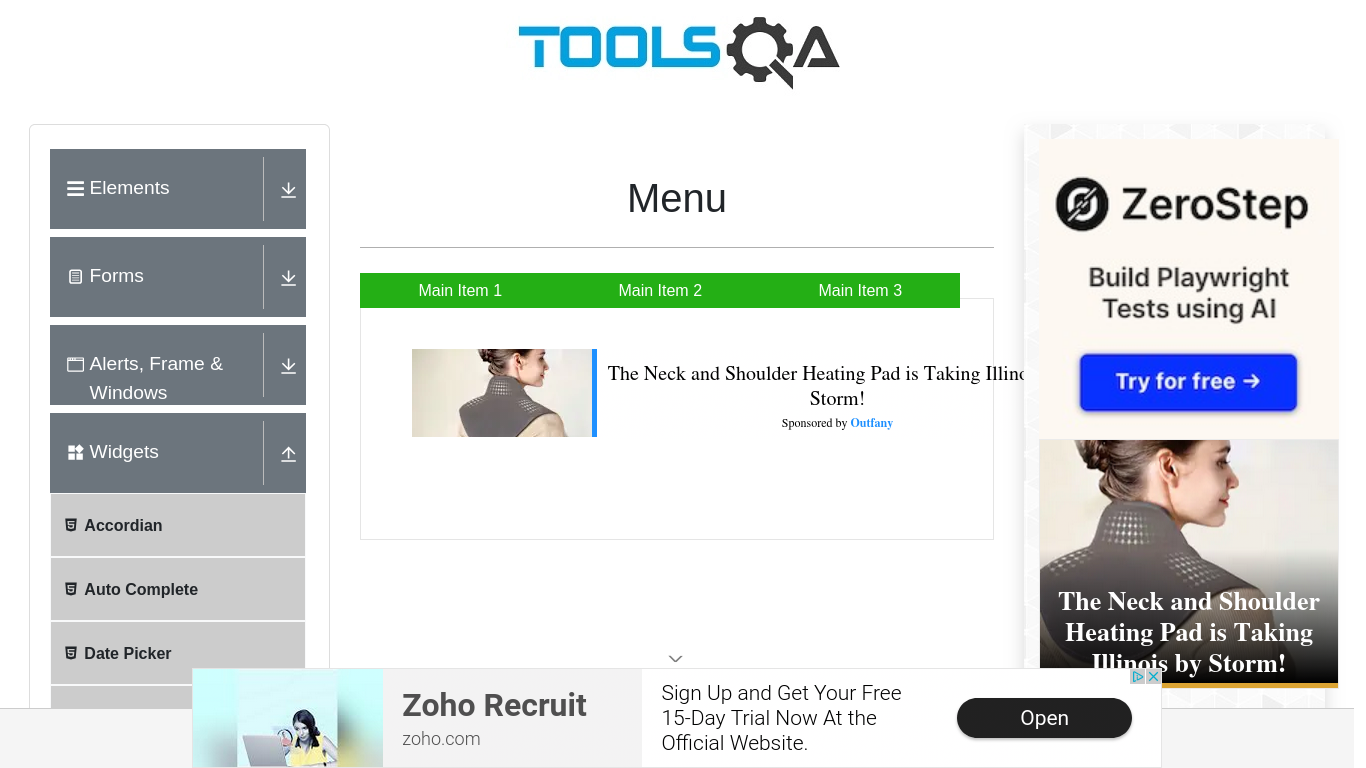 TOOLSQA
Elements
Forms
Alerts, Frame &
Windows
Widgets
Accordian
Auto Complete
Date Picker
Menu
Main Item 1
Main Item 2
Main Item 3
The Neck and Shoulder Heating Pad is Taking
Storm!
Sponsored by Outfany
ZeroStep
Build Playwright
Tests using AI
Try for free →
The Neck and Shoulder
Heating Pad is Taking
Illinois by Storm!
Zoho Recruit
zoho.com
Sign Up and Get Your Free
15-Day Trial Now At the
Official Website.
Open